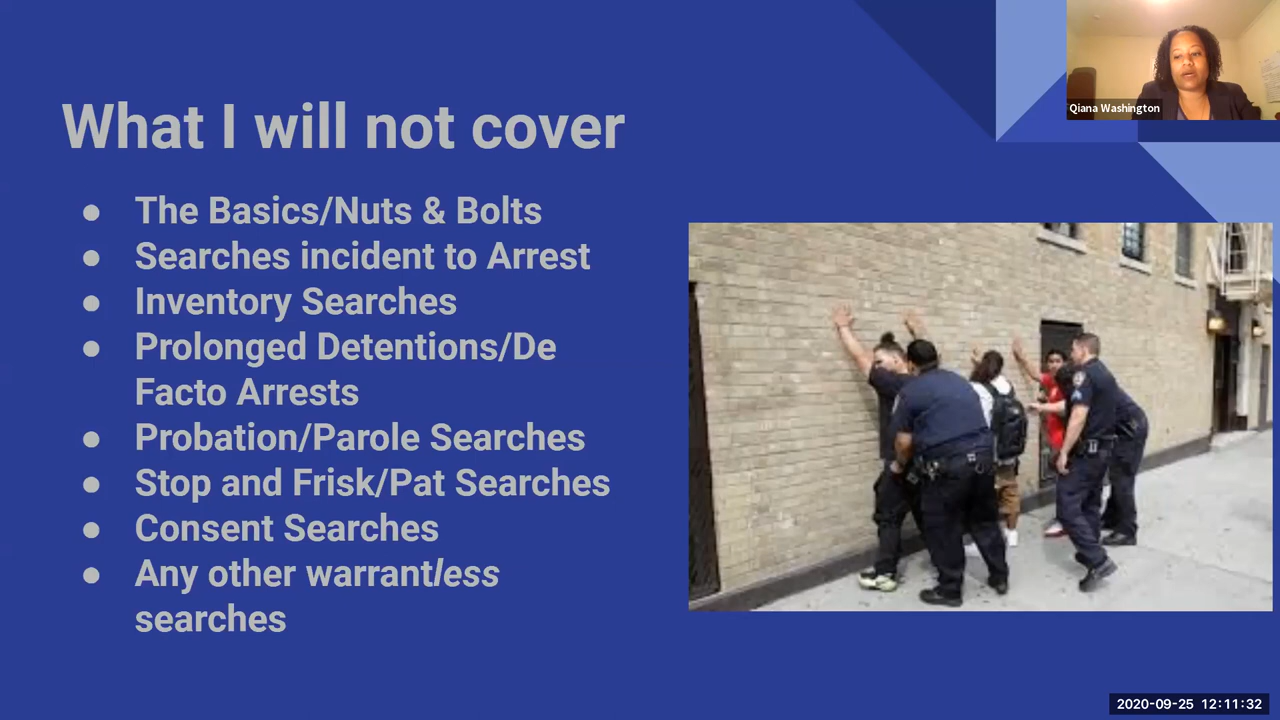 Qiana Washington
What I will not cover
● The Basics/Nuts & Bolts
● Searches incident to Arrest
● Inventory Searches
● Prolonged Detentions/De
Facto Arrests
● Probation/Parole Searches
● Stop and Frisk/Pat Searches
● Consent Searches
● Any other warrantless
searches
2020-09-25 12:11:32